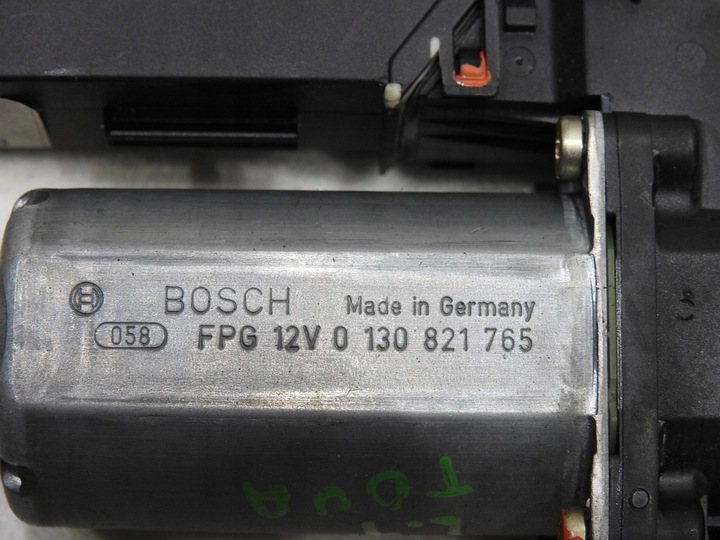 BOSCH Made in Germany
058 FPG 12V 0 130 821 765